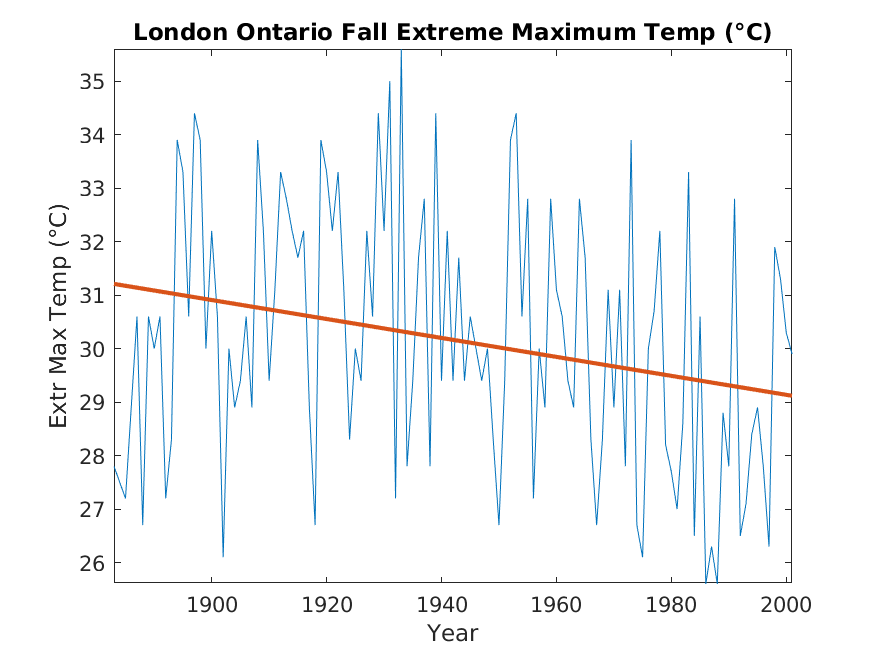 London Ontario Fall Extreme Maximum Temp (°C)
35
34
33
32
31
30
29
28
27
26
Extr Max Temp (°C)
1900 1920 1940 1960 1980 2000
Year